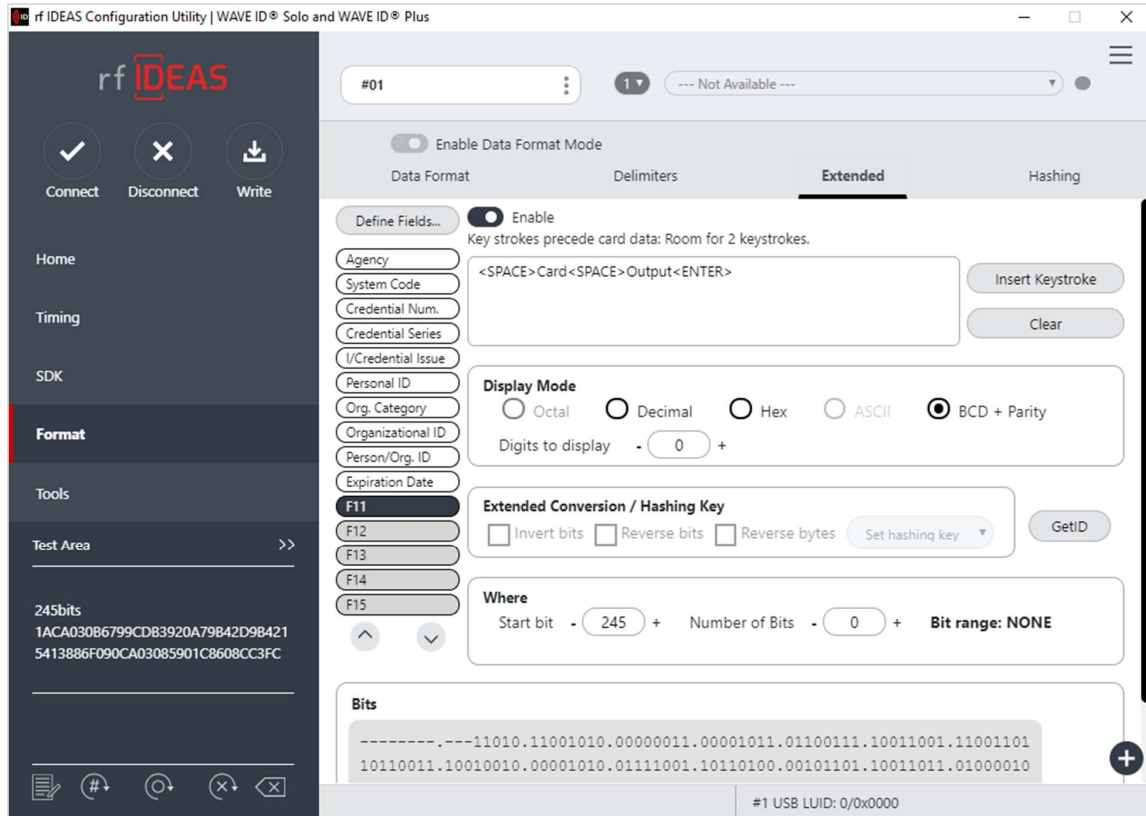 rf IDEAS Configuration Utility | WAVE ID® Solo and WAVE ID® Plus
rf IDEAS
Connect
Disconnect
Write
Home
Timing
SDK
Format
Tools
Test Area >>
245bits
1ACA030B6799CDB3920A79B42D9B421
5413886F090CA03085901C8608CC3FC
#01
1
--- Not Available ---
Enable Data Format Mode
Data Format
Delimiters
Extended
Hashing
Define Fields...
Agency
System Code
Credential Num.
Credential Series
I/Credential Issue
Personal ID
Org. Category
Organizational ID
Person/Org. ID
Expiration Date
F11
F12
F13
F14
F15
Enable
Key strokes precede card data: Room for 2 keystrokes.
<SPACE>Card<SPACE>Output<ENTER>
Insert Keystroke
Clear
Display Mode
Octal
Decimal
Hex
ASCII
BCD + Parity
Digits to display - 0 +
Extended Conversion / Hashing Key
Invert bits
Reverse bits
Reverse bytes
Set hashing key
GetID
Where
Start bit - 245 + Number of Bits - 0 + Bit range: NONE
Bits
--------.---11010.11001010.00000011.00001011.01100111.10011001.11001101
10110011.10010010.00001010.01111001.10110100.00101101.10011011.01000010
#1 USB LUID: 0/0x0000